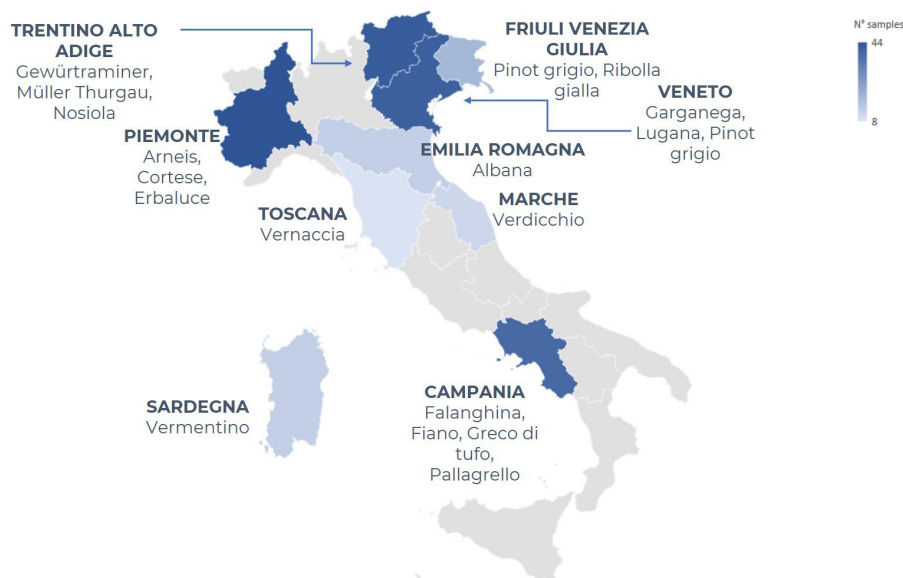 TRENTINO ALTO
ADIGE
Gewürtraminer,
Müller Thurgau,
Nosiola
FRIULI VENEZIA
GIULIA
Pinot grigio, Ribolla
gialla
N° samples
44
8
VENETO
Garganega,
Lugana, Pinot
grigio
PIEMONTE
Arneis,
Cortese,
Erbaluce
EMILIA ROMAGNA
Albana
MARCHE
Verdicchio
TOSCANA
Vernaccia
SARDEGNA
Vermentino
CAMPANIA
Falanghina,
Fiano, Greco di
tufo,
Pallagrello